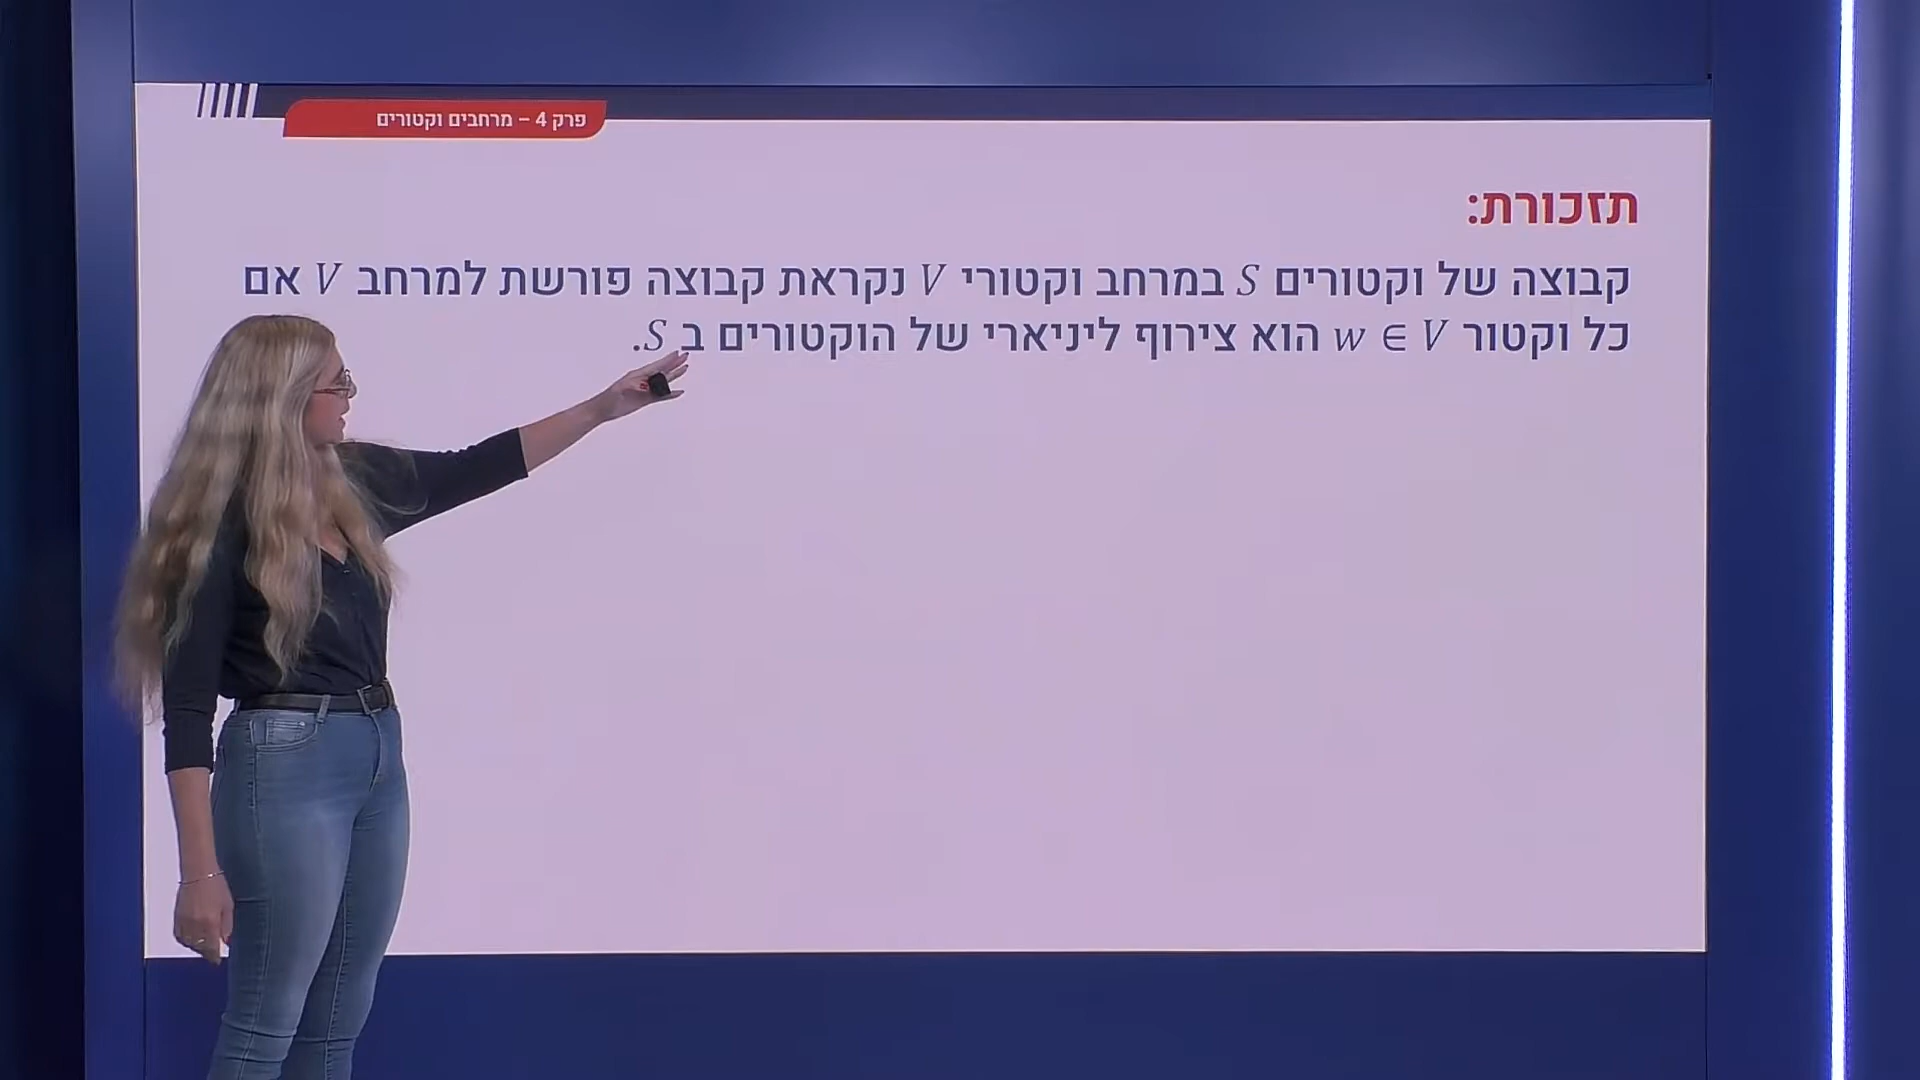 פרק 4 – מרחבים וקטורים
תזכורת:
קבוצה של וקטורים S במרחב וקטורי V נקראת קבוצה פורשת למרחב V אם
כל וקטור w ∈ V הוא צירוף ליניארי של הוקטורים ב S.